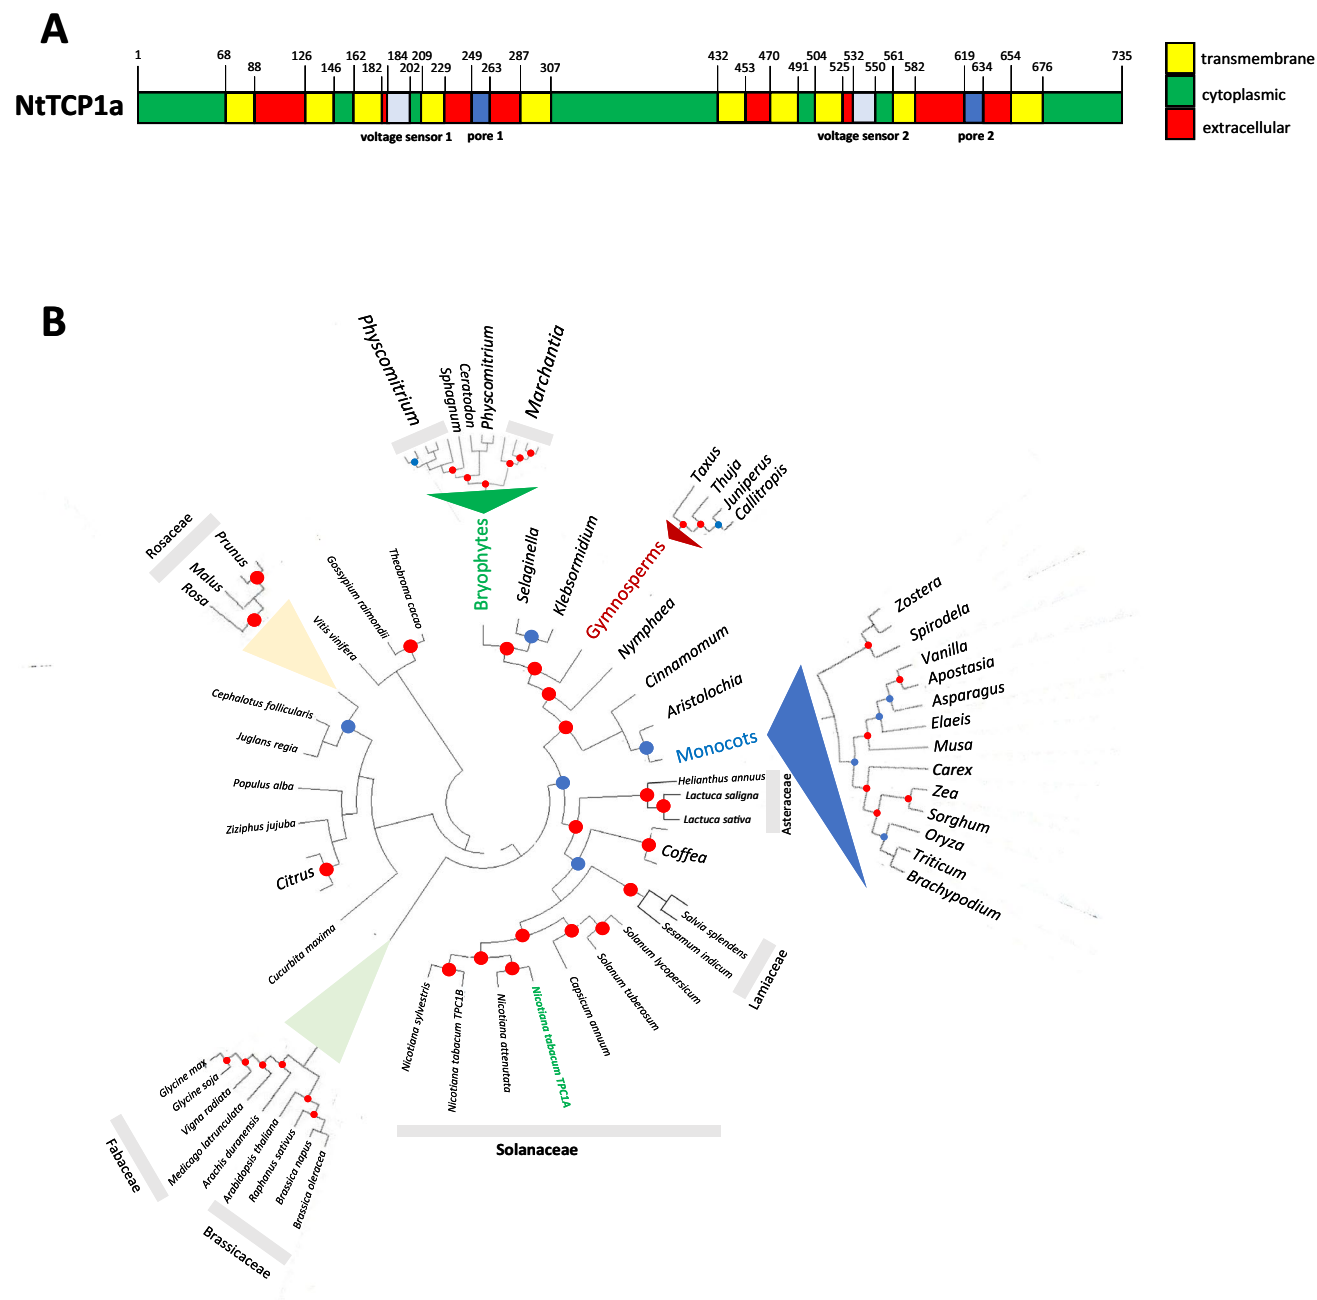 A
1 68 88 126 146 162 182 184 202 209 229 249 263 287 307 432 453 470 491 504 525 532 550 561 582 619 634 654 676 735
NtTCP1a
voltage sensor 1
pore 1
voltage sensor 2
pore 2
transmembrane
cytoplasmic
extracellular
B
Physcomitrium
Sphagnum
Ceratodon
Physcomitrium
Marchantia
Bryophytes
Selaginella
Klebsormidium
Gymnosperms
Taxus
Thuja
Juniperus
Callitropis
Nymphaea
Cinnamomum
Aristolochia
Monocots
Zostera
Spirodela
Vanilla
Apostasia
Asparagus
Elaeis
Musa
Carex
Zea
Sorghum
Oryza
Triticum
Brachypodium
Helianthus annuus
Lactuca saligna
Lactuca sativa
Asteraceae
Coffea
Salvia splendens
Sesamum indicum
Lamiaceae
Solanum lycopersicum
Solanum tuberosum
Capsicum annuum
Nicotiana tabacum TPC1A
Nicotiana attenutata
Nicotiana tabacum TPC1B
Nicotiana sylvestris
Solanaceae
Rosaceae
Prunus
Malus
Rosa
Theobroma cacao
Gossypium raimondii
Vitis vinifera
Cephalotus follicularis
Juglans regia
Populus alba
Ziziphus jujuba
Citrus
Cucurbita maxima
Glycine max
Glycine soja
Vigna radiata
Medicago latrunculata
Arachis duranensis
Arabidopsis thaliana
Raphanus sativus
Brassica napus
Brassica oleracea
Fabaceae
Brassicaceae